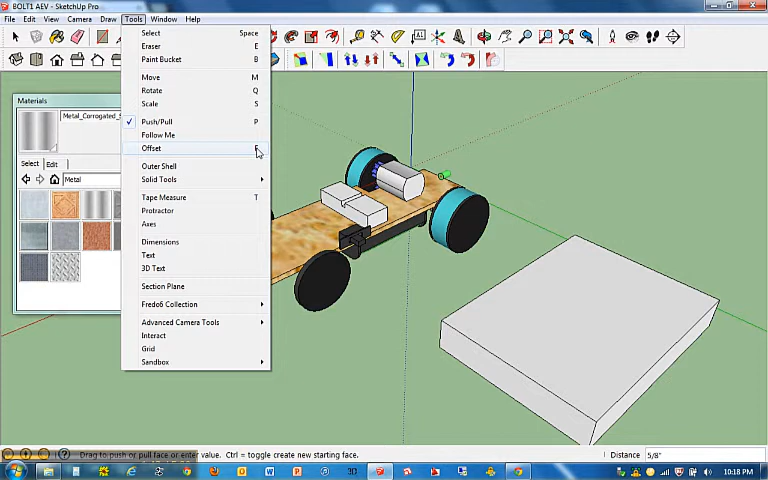 BOLT1 AEV - SketchUp Pro
File Edit View Camera Draw Tools Window Help
Select Space
Eraser E
Paint Bucket B
Move M
Rotate Q
Scale S
Push/Pull P
Follow Me
Offset F
Outer Shell
Solid Tools
Tape Measure T
Protractor
Axes
Dimensions
Text
3D Text
Section Plane
Fredo6 Collection
Advanced Camera Tools
Interact
Grid
Sandbox
Materials
Metal_Corrogated_S
Select Edit
Metal
Drag to push or pull face or enter value. Ctrl = toggle create new starting face.
Distance 5/8"
10:18 PM